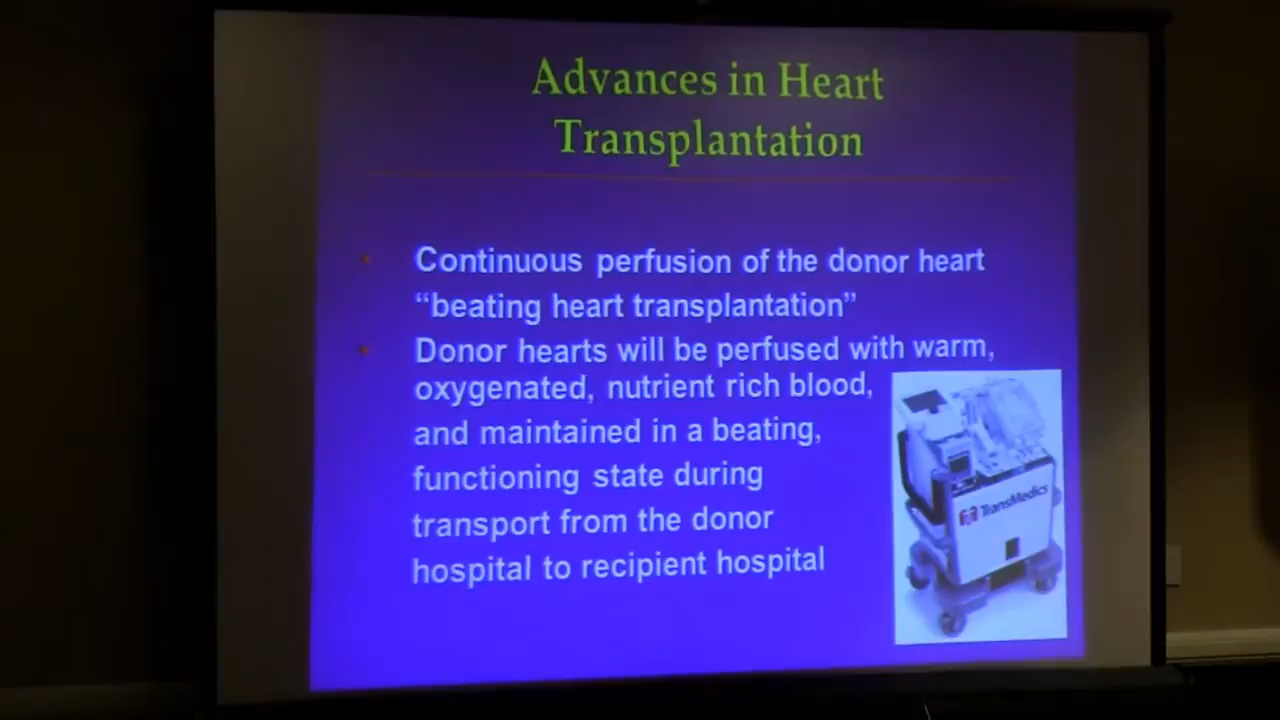 Advances in Heart
Transplantation
Continuous perfusion of the donor heart
“beating heart transplantation”
Donor hearts will be perfused with warm,
oxygenated, nutrient rich blood,
and maintained in a beating,
functioning state during
transport from the donor
hospital to recipient hospital
TransMedics